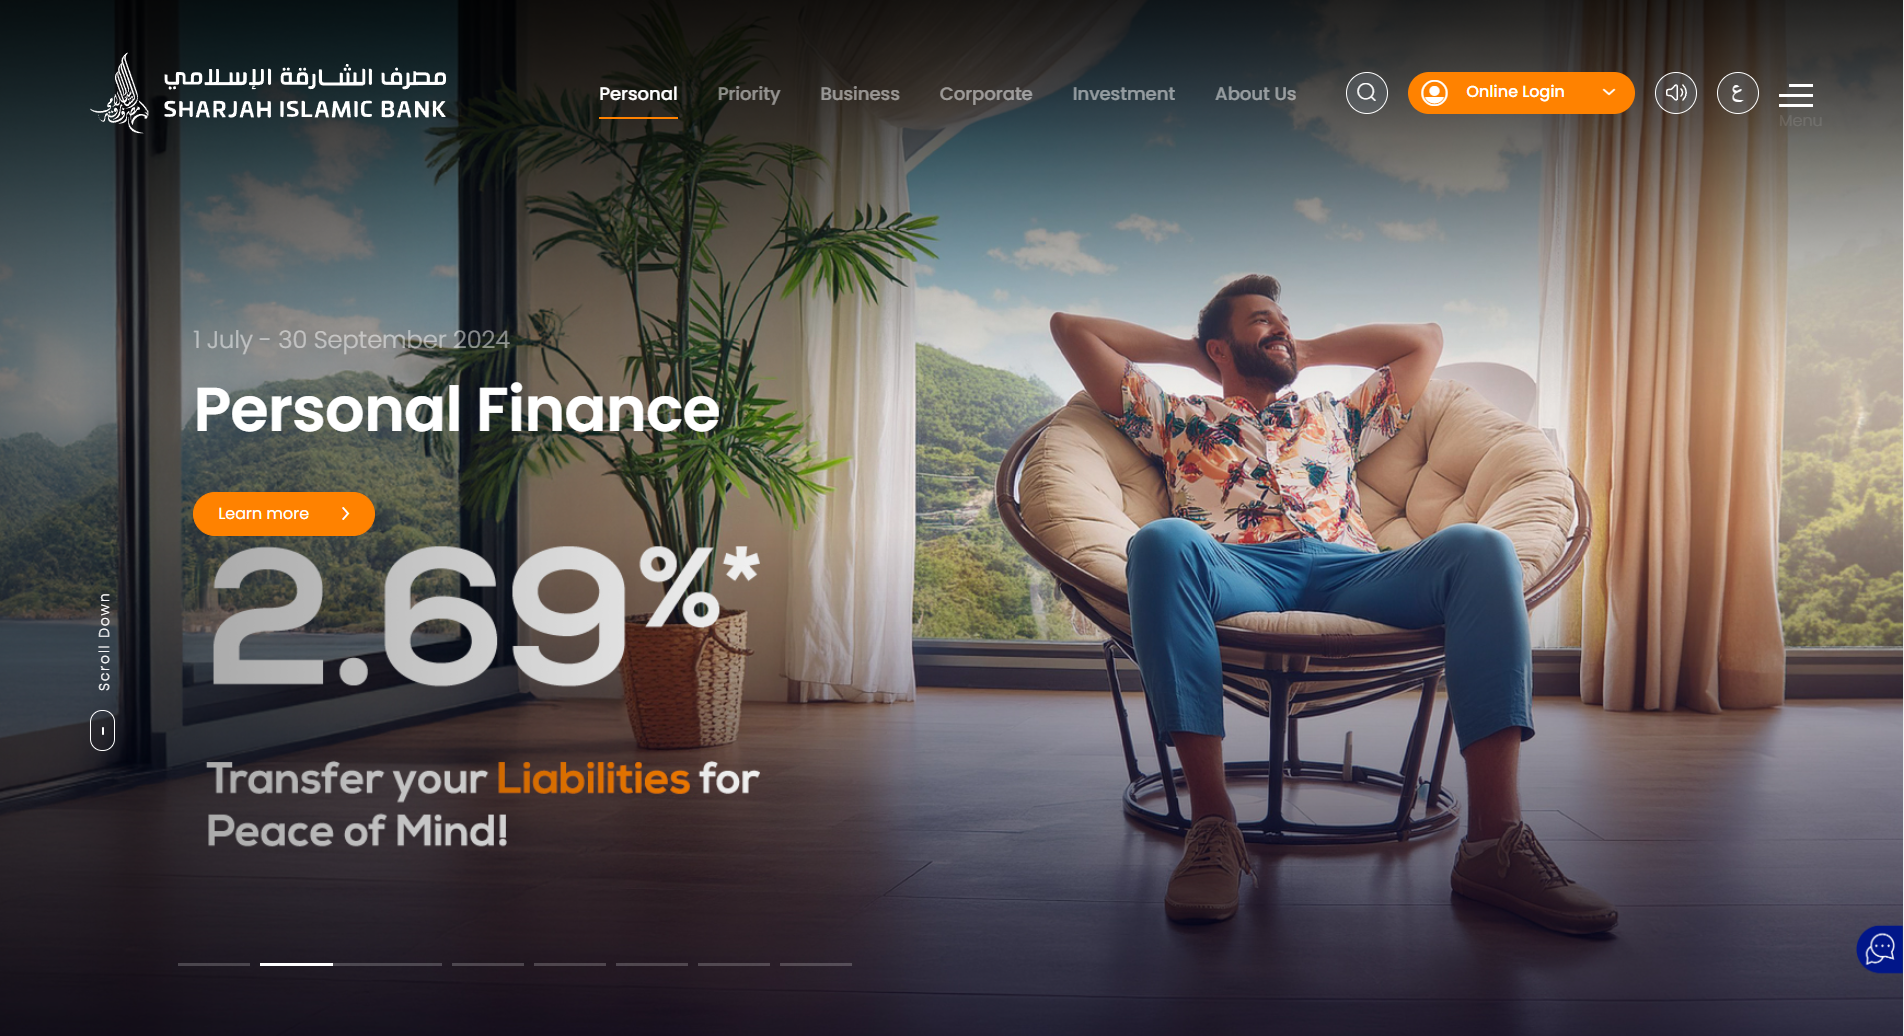 مصرف الشارقة الإسلامي
SHARJAH ISLAMIC BANK
Personal
Priority
Business
Corporate
Investment
About Us
Online Login
ع
Menu
1 July - 30 September 2024
Personal Finance
Learn more
2.69%*
Scroll Down
Transfer your Liabilities for
Peace of Mind!